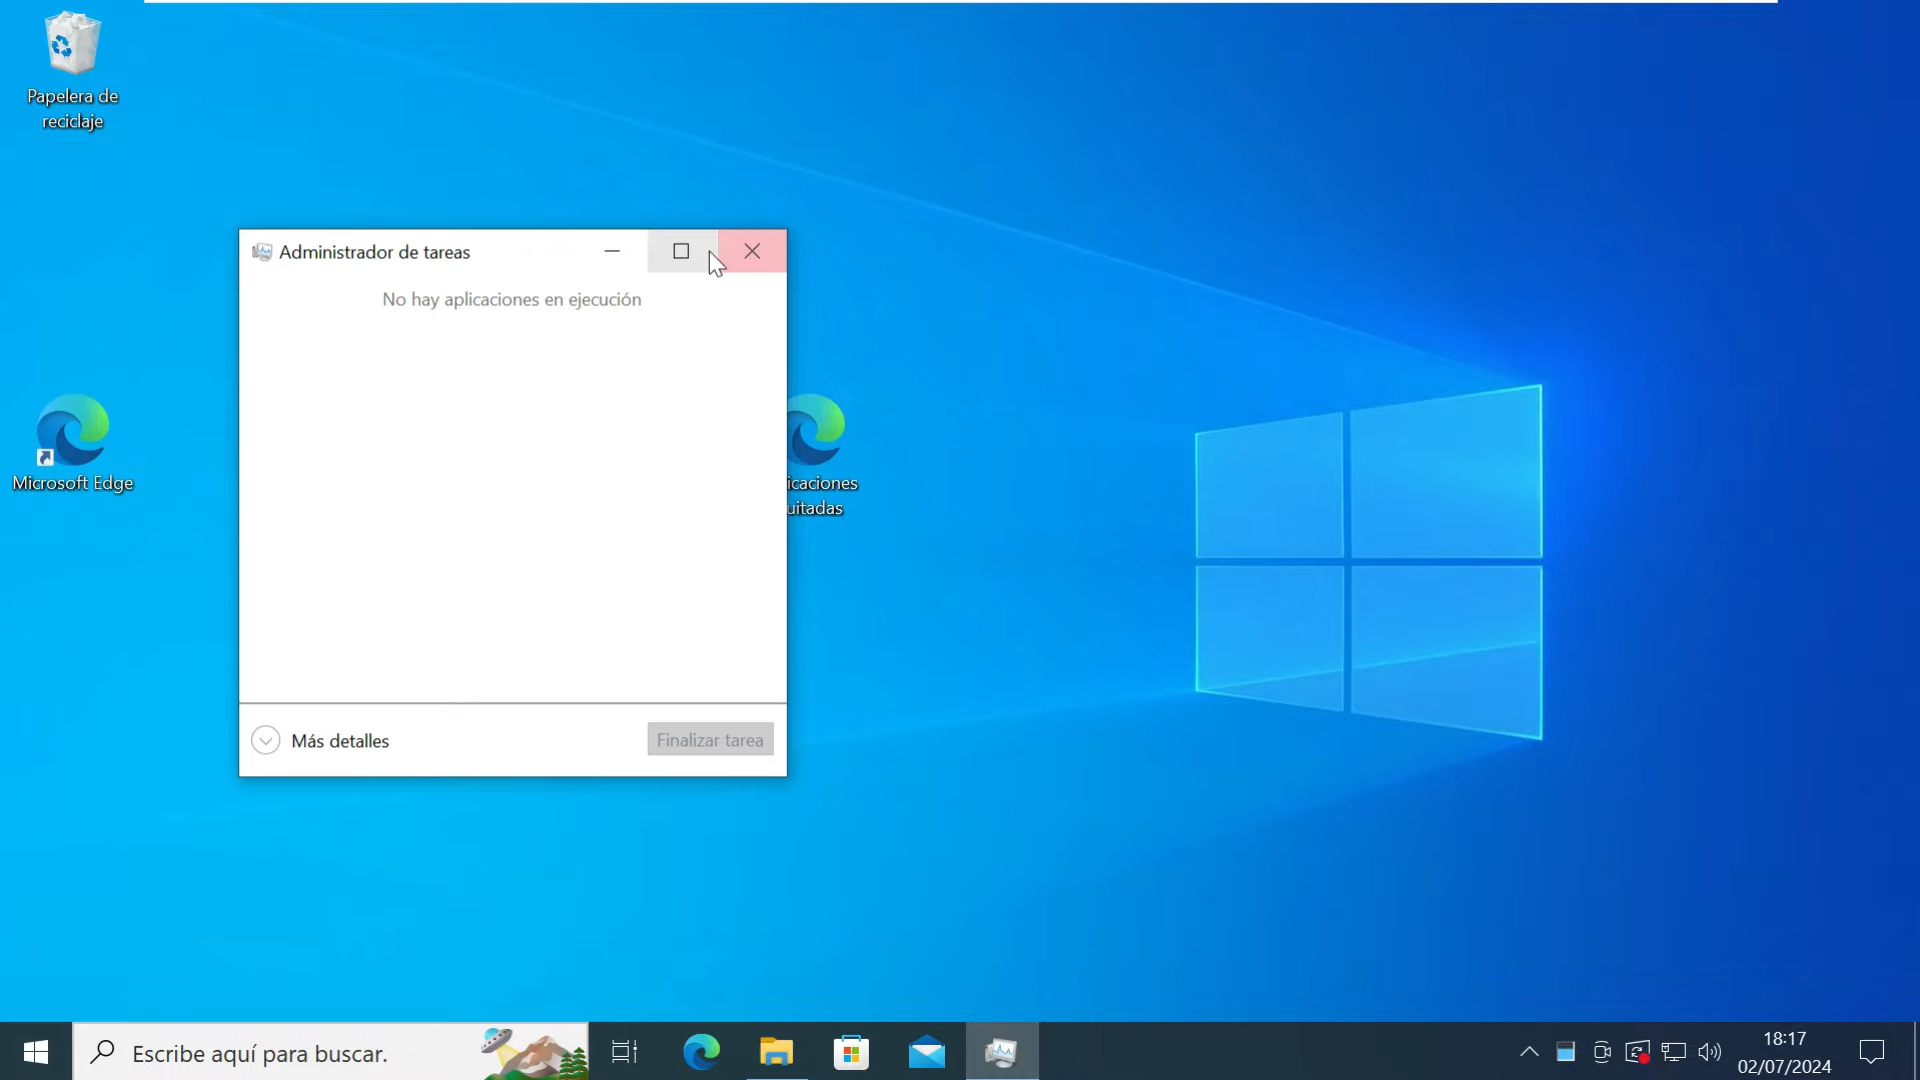 Papelera de
reciclaje
Administrador de tareas
No hay aplicaciones en ejecución
Microsoft Edge
icaciones
uitadas
Más detalles
Finalizar tarea
Escribe aquí para buscar.
18:17
02/07/2024